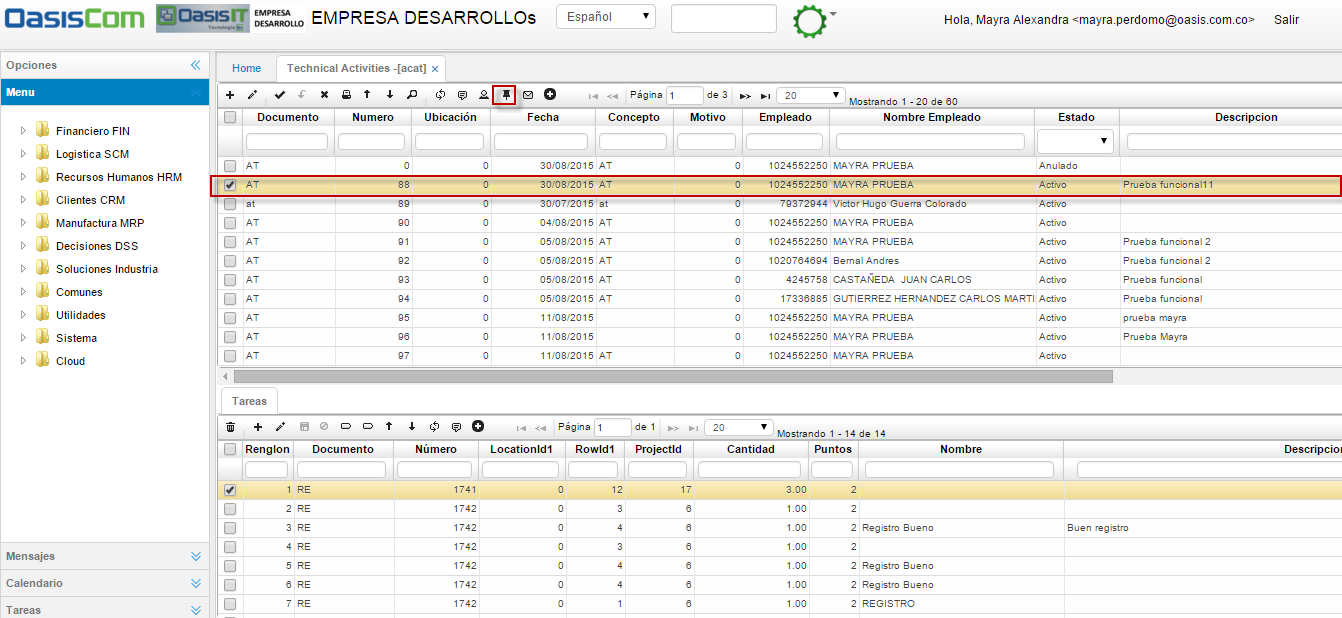 OasisCom OasisIT Tecnología EMPRESA DESARROLLO EMPRESA DESARROLLOs Español Hola, Mayra Alexandra <mayra.perdomo@oasis.com.co> Salir
Opciones
Menu
Financiero FIN
Logistica SCM
Recursos Humanos HRM
Clientes CRM
Manufactura MRP
Decisiones DSS
Soluciones Industria
Comunes
Utilidades
Sistema
Cloud
Mensajes
Calendario
Tareas
Home Technical Activities -[acat] ×
Página 1 de 3 20 Mostrando 1 - 20 de 60
Documento Numero Ubicación Fecha Concepto Motivo Empleado Nombre Empleado Estado Descripcion
AT 0 0 30/08/2015 AT 0 1024552250 MAYRA PRUEBA Anulado
AT 88 0 30/08/2015 AT 0 1024552250 MAYRA PRUEBA Activo Prueba funcional11
at 89 0 30/07/2015 at 0 79372944 Victor Hugo Guerra Colorado Activo
AT 90 0 04/08/2015 AT 0 1024552250 MAYRA PRUEBA Activo
AT 91 0 05/08/2015 AT 0 1024552250 MAYRA PRUEBA Activo Prueba funcional 2
AT 92 0 05/08/2015 AT 0 1020764694 Bernal Andres Activo Prueba funcional 2
AT 93 0 05/08/2015 AT 0 4245758 CASTAÑEDA JUAN CARLOS Activo Prueba funcional
AT 94 0 05/08/2015 AT 0 17336885 GUTIERREZ HERNANDEZ CARLOS MARTI Activo Prueba funcional
AT 95 0 11/08/2015 0 1024552250 MAYRA PRUEBA Activo prueba mayra
AT 96 0 11/08/2015 0 1024552250 MAYRA PRUEBA Activo Prueba Mayra
AT 97 0 11/08/2015 AT 0 1024552250 MAYRA PRUEBA Activo
Tareas
Página 1 de 1 20 Mostrando 1 - 14 de 14
Renglon Documento Número LocationId1 RowId1 ProjectId Cantidad Puntos Nombre Descripcion
1 RE 1741 0 12 17 3.00 2
2 RE 1742 0 3 6 1.00 2
3 RE 1742 0 4 6 1.00 2 Registro Bueno Buen registro
4 RE 1742 0 3 6 1.00 2
5 RE 1742 0 4 6 1.00 2 Registro Bueno
6 RE 1742 0 4 6 1.00 2 Registro Bueno
7 RE 1742 0 1 6 1.00 2 REGISTRO